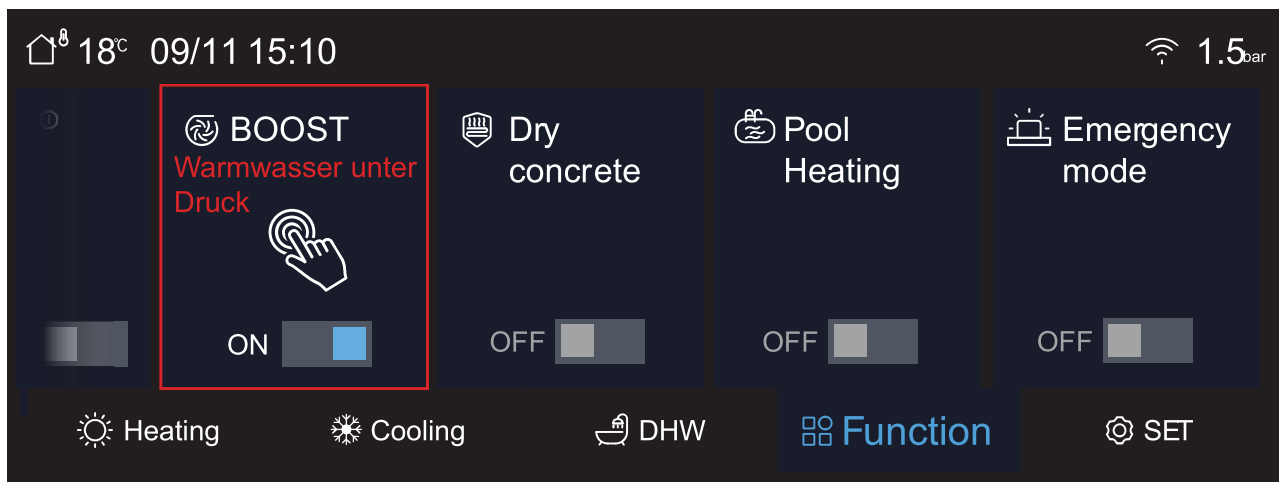 18℃ 09/11 15:10 1.5bar
BOOST
Warmwasser unter
Druck
ON
Dry
concrete
OFF
Pool
Heating
OFF
Emergency
mode
OFF
Heating Cooling DHW Function SET